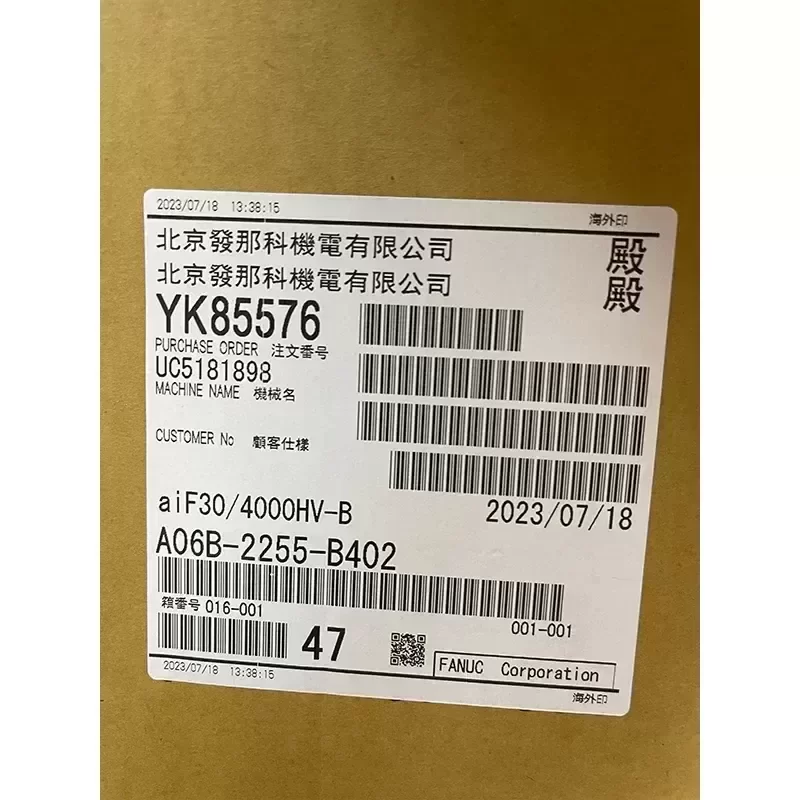 2023/07/18 13:38:15
海外印
北京發那科機電有限公司 殿
北京發那科機電有限公司 殿
YK85576
PURCHASE ORDER 注文番号
UC5181898
MACHINE NAME 機械名
CUSTOMER No 顧客仕様
aiF30/4000HV-B 2023/07/18
A06B-2255-B402
箱番号 016-001
001-001
47
FANUC Corporation
2023/07/18 13:38:15
海外印